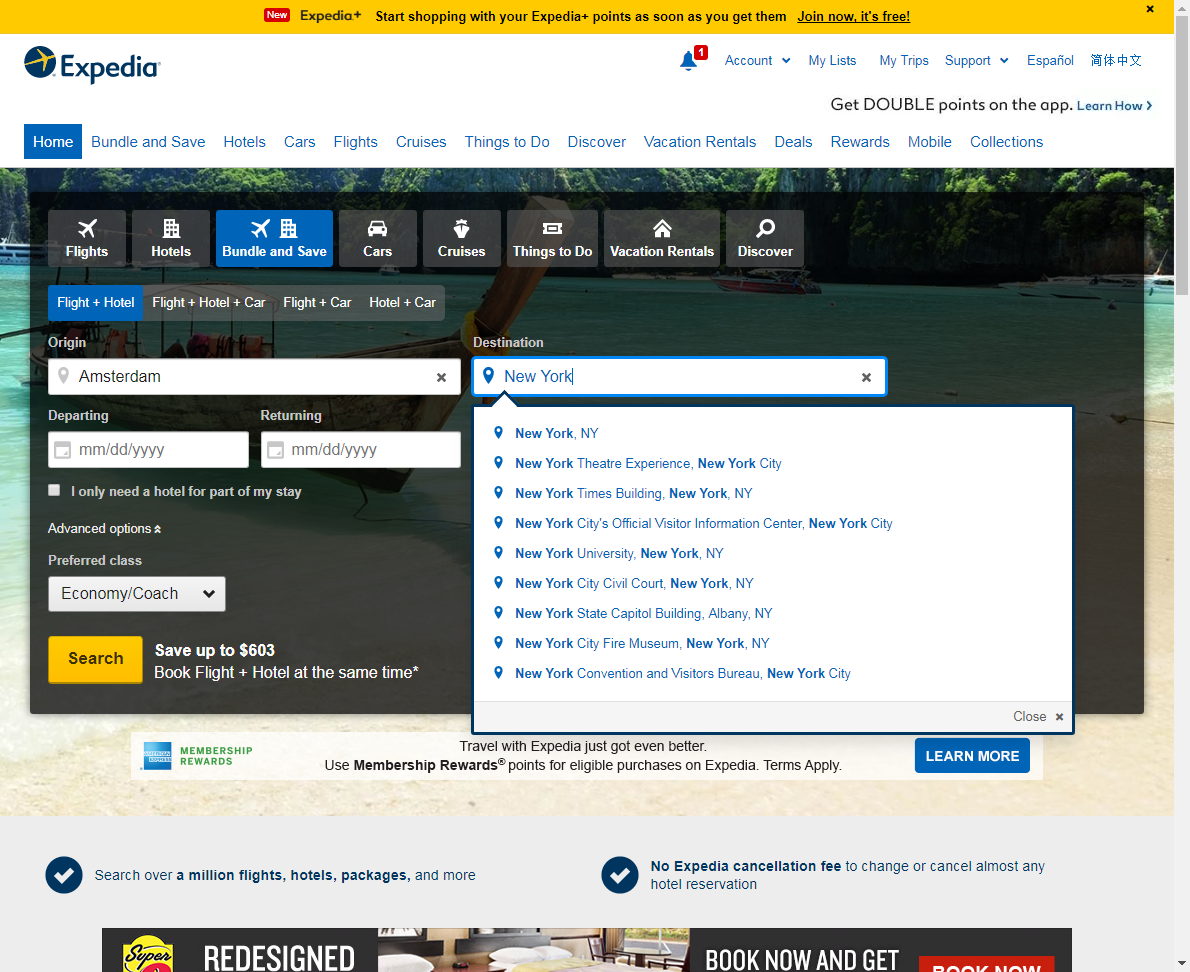 New Expedia+ Start shopping with your Expedia+ points as soon as you get them Join now, it's free!
Expedia
1 Account My Lists My Trips Support Español 简体中文
Get DOUBLE points on the app. Learn How
Home Bundle and Save Hotels Cars Flights Cruises Things to Do Discover Vacation Rentals Deals Rewards Mobile Collections
Flights Hotels Bundle and Save Cars Cruises Things to Do Vacation Rentals Discover
Flight + Hotel Flight + Hotel + Car Flight + Car Hotel + Car
Origin Destination
Amsterdam New York
Departing Returning
mm/dd/yyyy mm/dd/yyyy
I only need a hotel for part of my stay
Advanced options
Preferred class
Economy/Coach
Search
Save up to $603
Book Flight + Hotel at the same time*
New York, NY
New York Theatre Experience, New York City
New York Times Building, New York, NY
New York City's Official Visitor Information Center, New York City
New York University, New York, NY
New York City Civil Court, New York, NY
New York State Capitol Building, Albany, NY
New York City Fire Museum, New York, NY
New York Convention and Visitors Bureau, New York City
Close
AMERICAN EXPRESS
MEMBERSHIP
REWARDS
Travel with Expedia just got even better.
Use Membership Rewards® points for eligible purchases on Expedia. Terms Apply.
LEARN MORE
Search over a million flights, hotels, packages, and more
No Expedia cancellation fee to change or cancel almost any
hotel reservation
Super
REDESIGNED
BOOK NOW AND GET
BOOK NOW